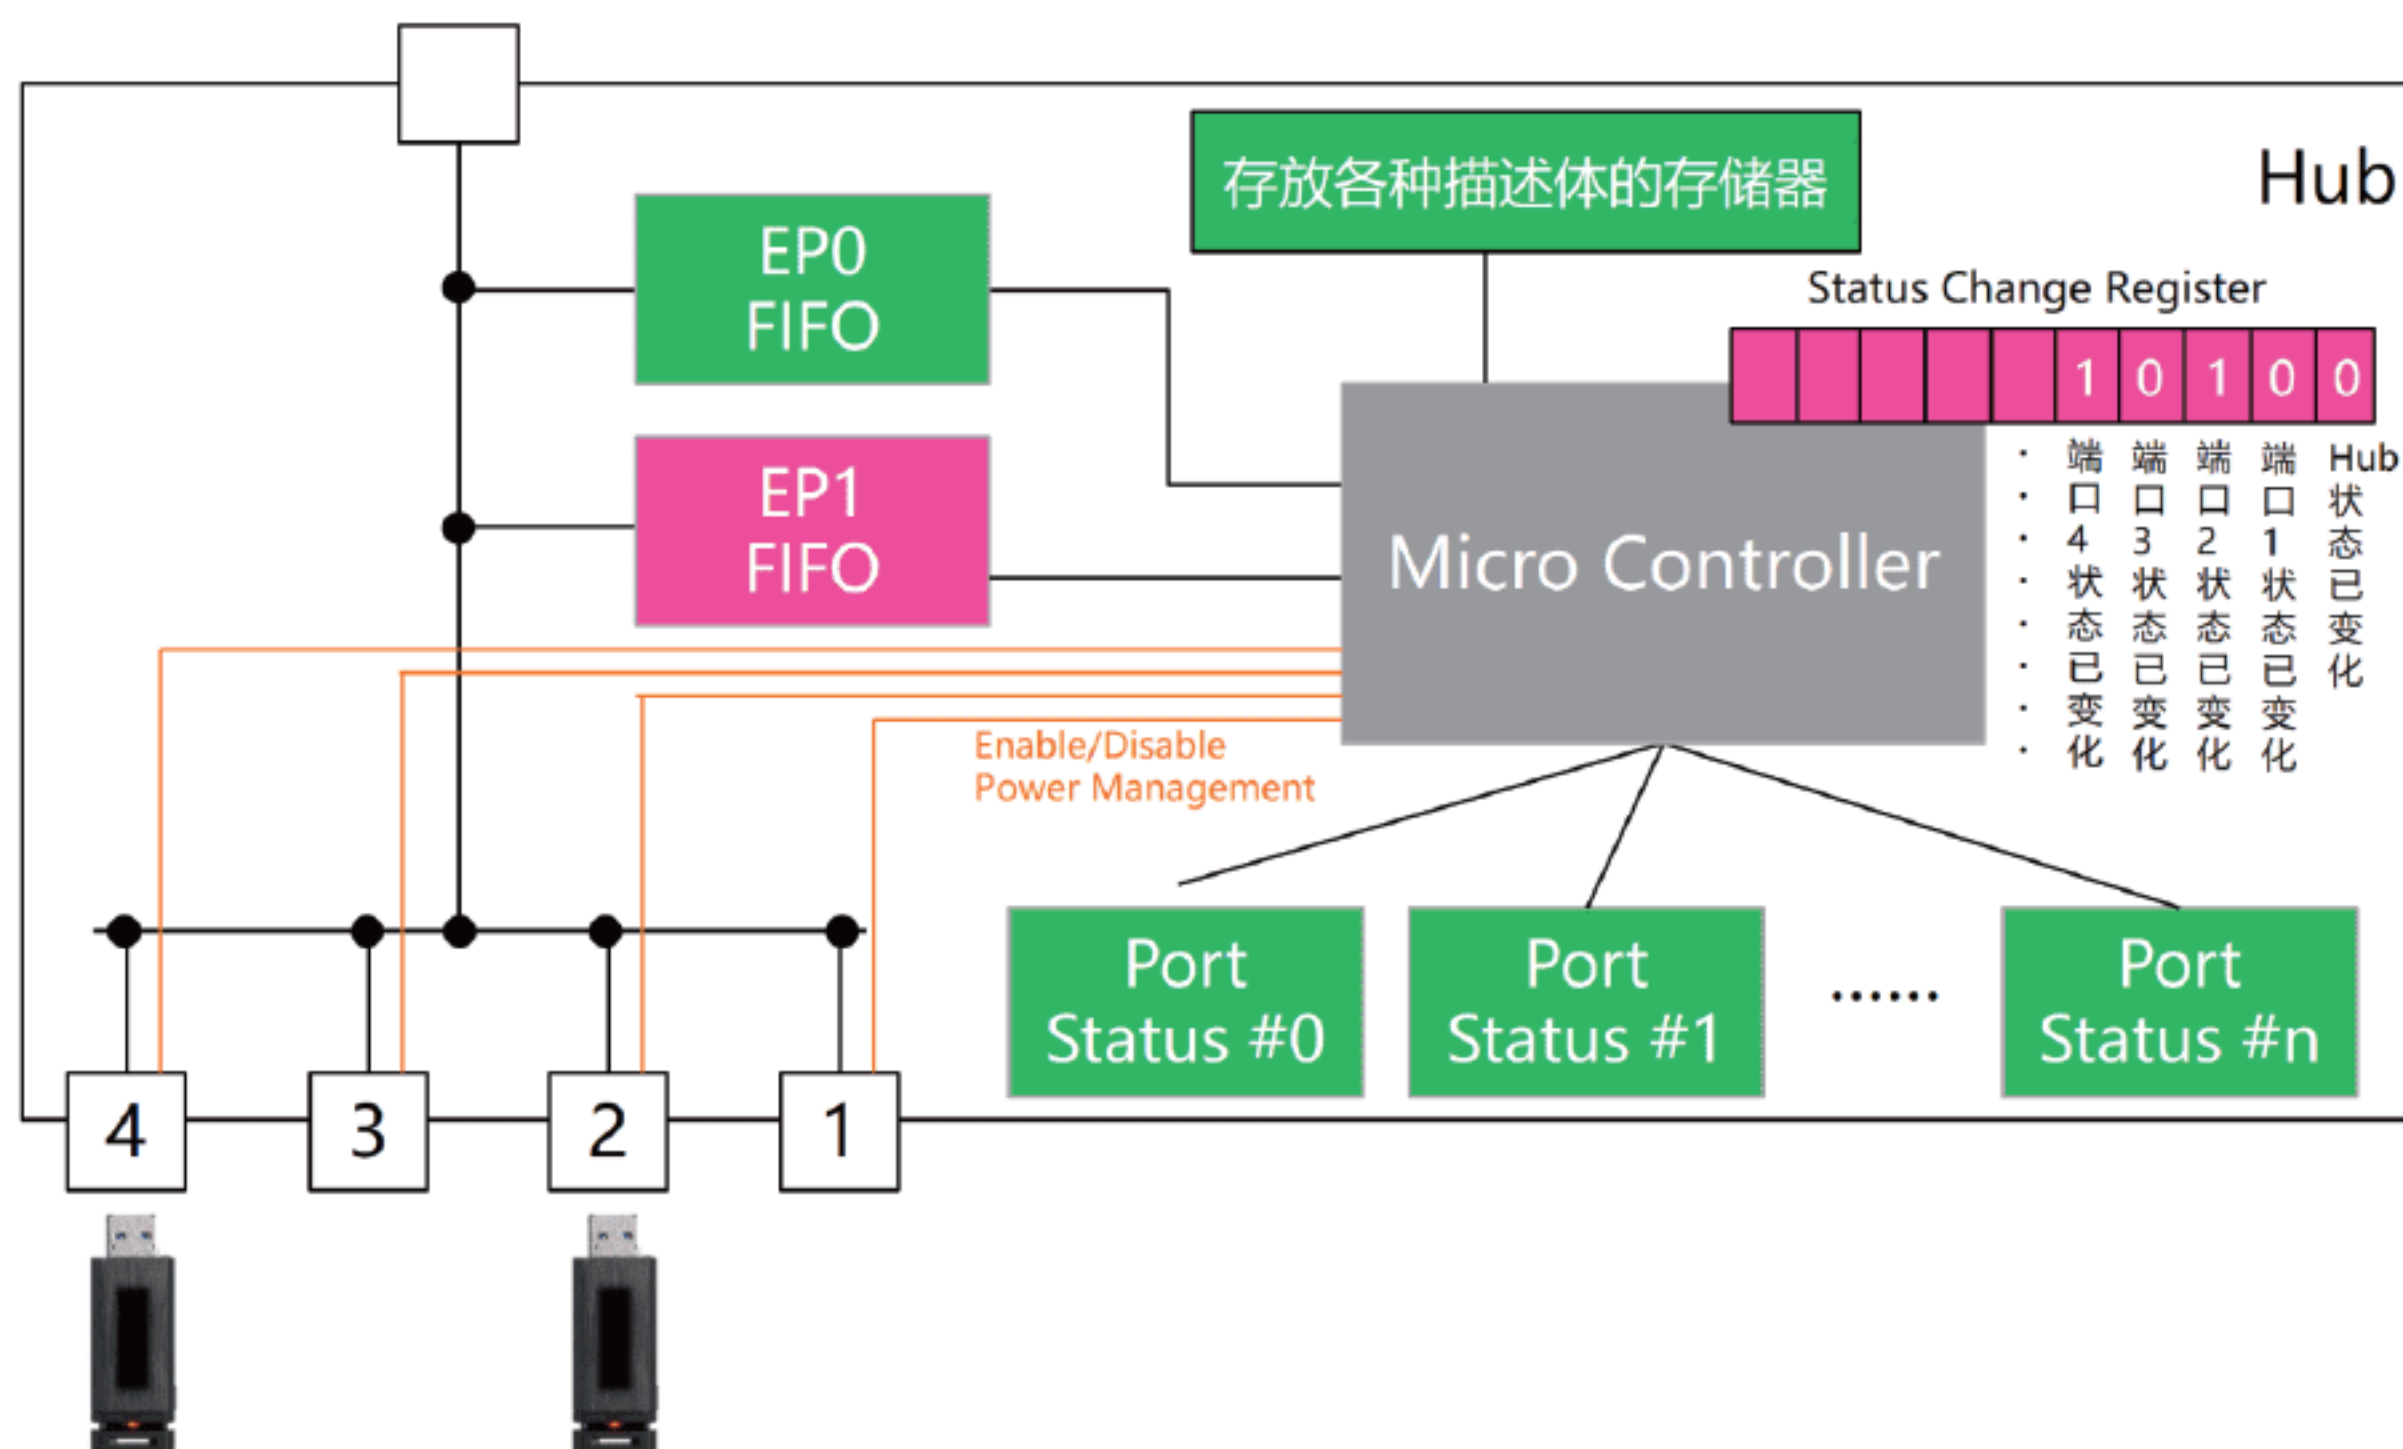 存放各种描述体的存储器
Hub
EP0
FIFO
Status Change Register
1 0 1 0 0
EP1
FIFO
Micro Controller
端口4状态已变化
端口3状态已变化
端口2状态已变化
端口1状态已变化
Hub状态已变化
Enable/Disable
Power Management
Port
Status #0
Port
Status #1
······
Port
Status #n
4
3
2
1